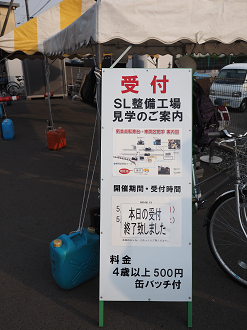 受付
SL整備工場
見学のご案内
開催期間・受付時間
本日の受付
終了致しました
料金
4歳以上500円
缶バッチ付